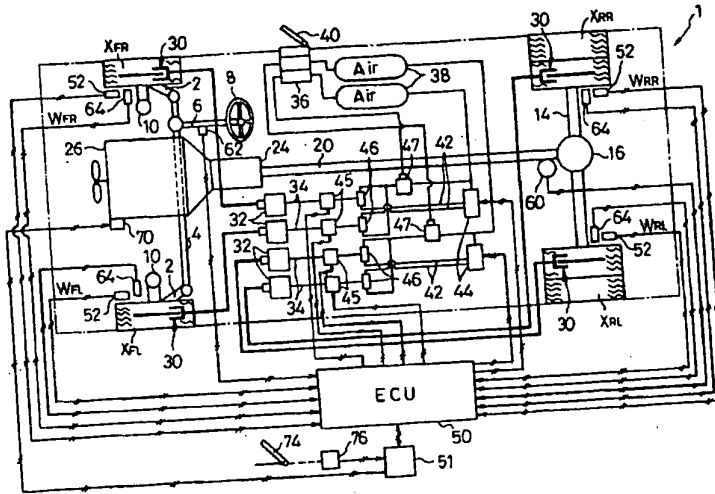 XFR 30 40 XRR 30 1
52 2 8 Air 52 WRR
WFR 64 10 6 36 Air 38 14 64
26 62 24 20 46 47 42 16
32 34 45 60
70 4 47 44 64 WRL
64 10 32 46 52
WFL 2 34 45 42
52 30 30
XFL XRL
ECU
74 76 50
51